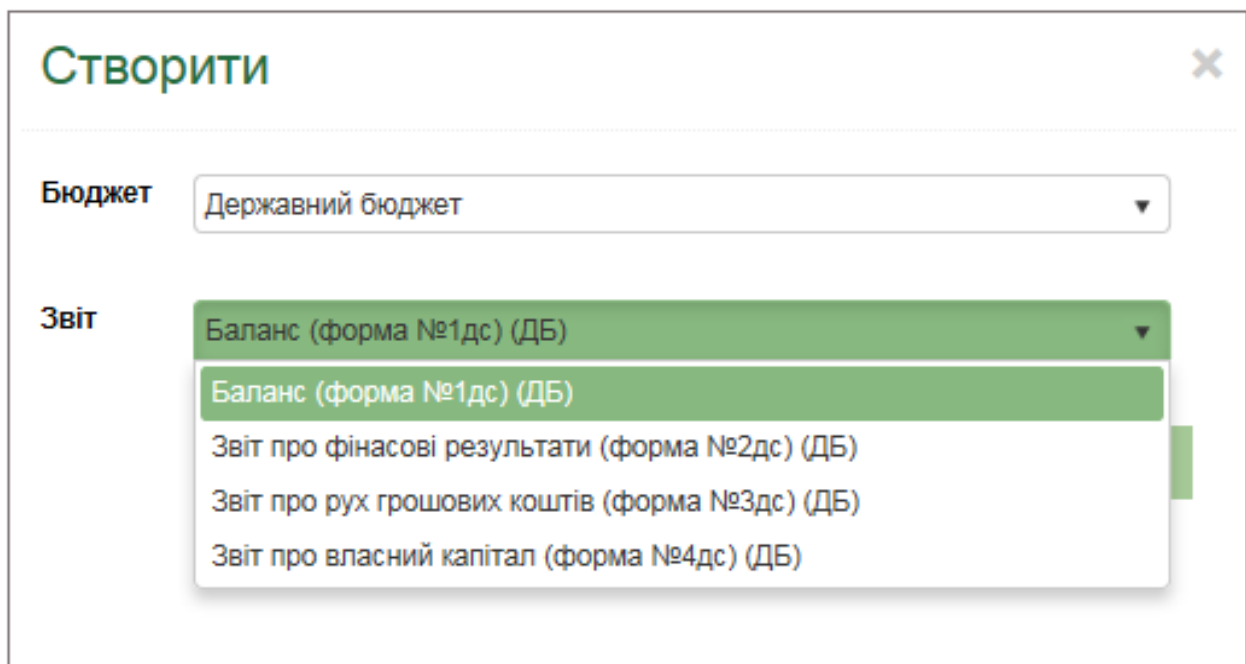 Створити
Бюджет
Державний бюджет
Звіт
Баланс (форма №1дс) (ДБ)
Баланс (форма №1дс) (ДБ)
Звіт про фінасові результати (форма №2дс) (ДБ)
Звіт про рух грошових коштів (форма №3дс) (ДБ)
Звіт про власний капітал (форма №4дс) (ДБ)